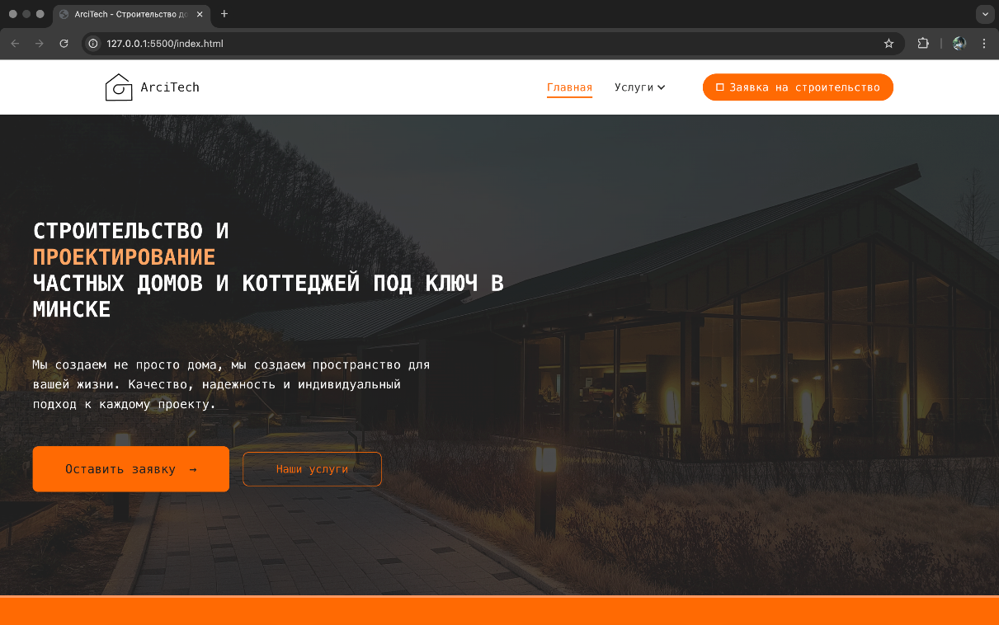 ArciTech - Строительство до
127.0.0.1:5500/index.html
ArciTech
Главная
Услуги
Заявка на строительство
СТРОИТЕЛЬСТВО И
ПРОЕКТИРОВАНИЕ
ЧАСТНЫХ ДОМОВ И КОТТЕДЖЕЙ ПОД КЛЮЧ В
МИНСКЕ
Мы создаем не просто дома, мы создаем пространство для
вашей жизни. Качество, надежность и индивидуальный
подход к каждому проекту.
Оставить заявку →
Наши услуги